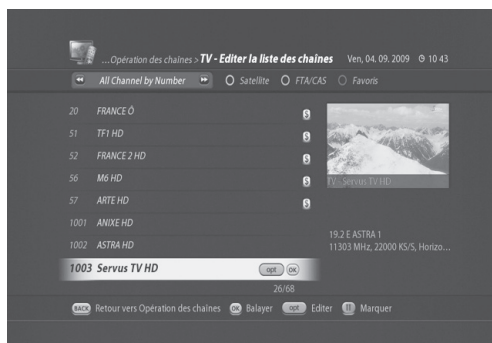 ...Opération des chaînes > TV - Editer la liste des chaînes Ven, 04. 09. 2009 10 43
All Channel by Number Satellite FTA/CAS Favoris
20 FRANCE Ô $
51 TF1 HD $
52 FRANCE 2 HD $
56 M6 HD $
57 ARTE HD $
1001 ANIXE HD
1002 ASTRA HD
1003 Servus TV HD opt OK
26/68
TV - Servus TV HD
19.2 E ASTRA 1
11303 MHz, 22000 KS/S, Horizo...
BACK Retour vers Opération des chaînes OK Balayer opt Editer Marquer